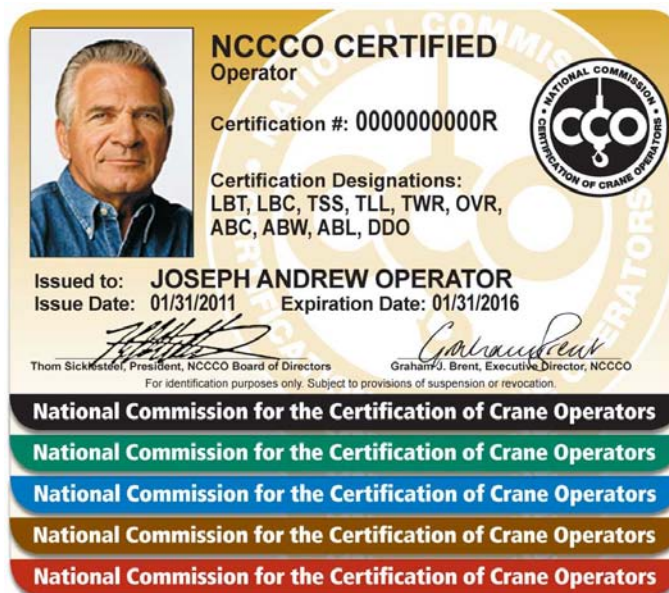 NCCCO CERTIFIED
Operator
Certification #: 0000000000R
Certification Designations:
LBT, LBC, TSS, TLL, TWR, OVR,
ABC, ABW, ABL, DDO
NATIONAL COMMISSION
CCO
CERTIFICATION OF CRANE OPERATORS
Issued to: JOSEPH ANDREW OPERATOR
Issue Date: 01/31/2011 Expiration Date: 01/31/2016
Thom Sicklesteel, President, NCCCO Board of Directors
Graham J. Brent, Executive Director, NCCCO
For identification purposes only. Subject to provisions of suspension or revocation.
National Commission for the Certification of Crane Operators
National Commission for the Certification of Crane Operators
National Commission for the Certification of Crane Operators
National Commission for the Certification of Crane Operators
National Commission for the Certification of Crane Operators